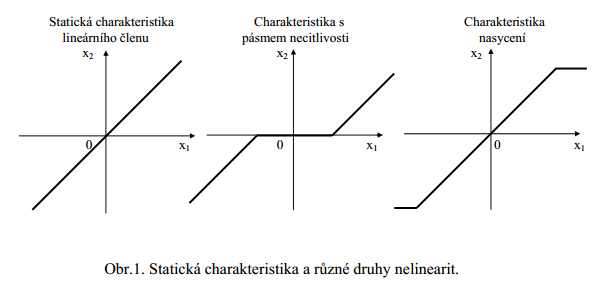 Statická charakteristika
lineárního členu
x2
0
x1
Charakteristika s
pásmem necitlivosti
x2
0
x1
Charakteristika
nasycení
x2
0
x1
Obr.1. Statická charakteristika a různé druhy nelinearit.